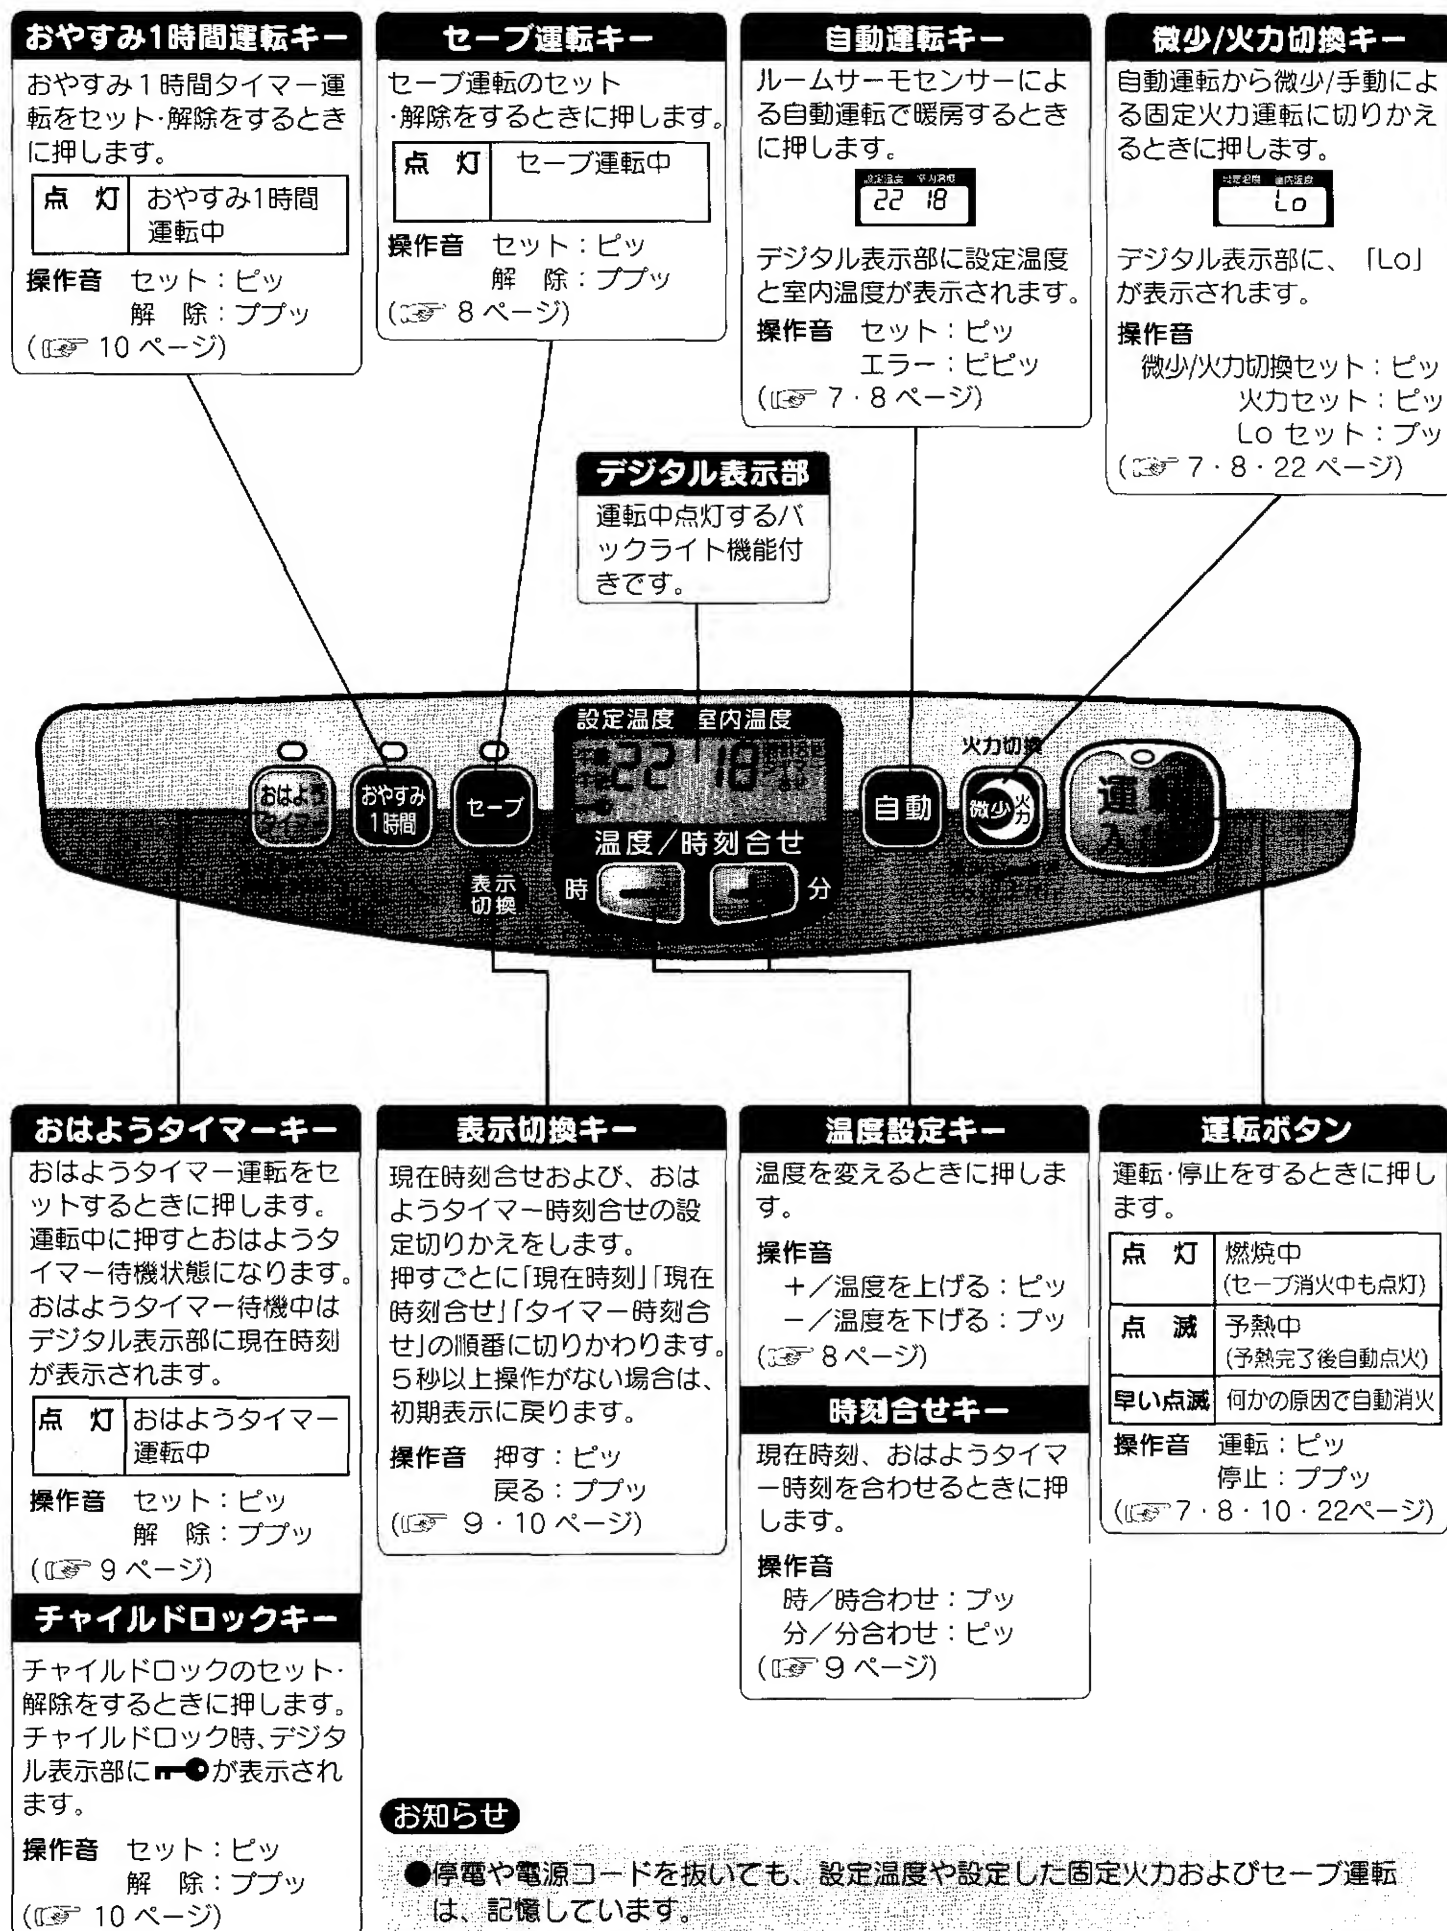 おやすみ1時間運転キー
おやすみ1時間タイマー運
転をセット・解除をするとき
に押します。
点 灯 おやすみ1時間
運転中
操作音 セット：ピッ
解 除：ププッ
(☞ 10 ページ)
セーブ運転キー
セーブ運転のセット
・解除をするときに押します。
点 灯 セーブ運転中
操作音 セット：ピッ
解 除：ププッ
(☞ 8 ページ)
自動運転キー
ルームサーモセンサーによ
る自動運転で暖房するとき
に押します。
設定温度 室内温度
22 18
デジタル表示部に設定温度
と室内温度が表示されます。
操作音 セット：ピッ
エラー：ピピッ
(☞ 7・8 ページ)
微少/火力切換キー
自動運転から微少/手動によ
る固定火力運転に切りかえ
るときに押します。
設定温度 室内温度
Lo
デジタル表示部に、「Lo」
が表示されます。
操作音
微少/火力切換セット：ピッ
火力セット：ピッ
Lo セット：プッ
(☞ 7・8・22 ページ)
デジタル表示部
運転中点灯するバ
ックライト機能付
きです。
設定温度 室内温度
22 18
温度／時刻合せ
時 − + 分
おはよう
タイマー
おやすみ
1時間
セーブ
表示
切換
自動
火力切換
微少 火力
運転
入
おはようタイマーキー
おはようタイマー運転をセ
ットするときに押します。
運転中に押すとおはようタ
イマー待機状態になります。
おはようタイマー待機中は
デジタル表示部に現在時刻
が表示されます。
点 灯 おはようタイマー
運転中
操作音 セット：ピッ
解 除：ププッ
(☞ 9 ページ)
チャイルドロックキー
チャイルドロックのセット・
解除をするときに押します。
チャイルドロック時、デジタ
ル表示部にが表示され
ます。
操作音 セット：ピッ
解 除：ププッ
(☞ 10 ページ)
表示切換キー
現在時刻合せおよび、おは
ようタイマー時刻合せの設
定切りかえをします。
押すごとに「現在時刻」「現在
時刻合せ」「タイマー時刻合
せ」の順番に切りかわります。
5秒以上操作がない場合は、
初期表示に戻ります。
操作音 押す：ピッ
戻る：ププッ
(☞ 9・10 ページ)
温度設定キー
温度を変えるときに押しま
す。
操作音
＋／温度を上げる：ピッ
−／温度を下げる：プッ
(☞ 8 ページ)
時刻合せキー
現在時刻、おはようタイマ
ー時刻を合わせるときに押
します。
操作音
時／時合わせ：プッ
分／分合わせ：ピッ
(☞ 9 ページ)
運転ボタン
運転・停止をするときに押し
ます。
点 灯 燃焼中
(セーブ消火中も点灯)
点 滅 予熱中
(予熱完了後自動点火)
早い点滅 何かの原因で自動消火
操作音 運転：ピッ
停止：ププッ
(☞ 7・8・10・22ページ)
お知らせ
●停電や電源コードを抜いても、設定温度や設定した固定火力およびセーブ運転
は、記憶しています。